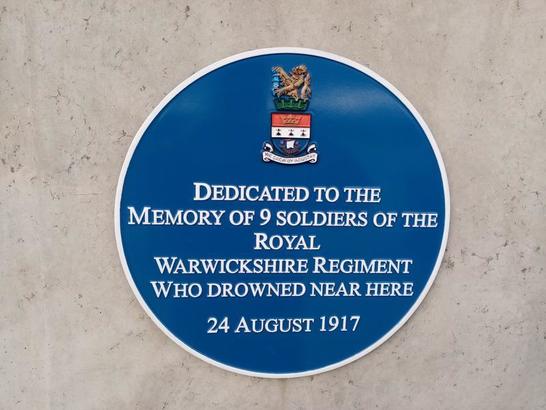 DEDICATED TO THE
MEMORY OF 9 SOLDIERS OF THE
ROYAL
WARWICKSHIRE REGIMENT
WHO DROWNED NEAR HERE
24 AUGUST 1917